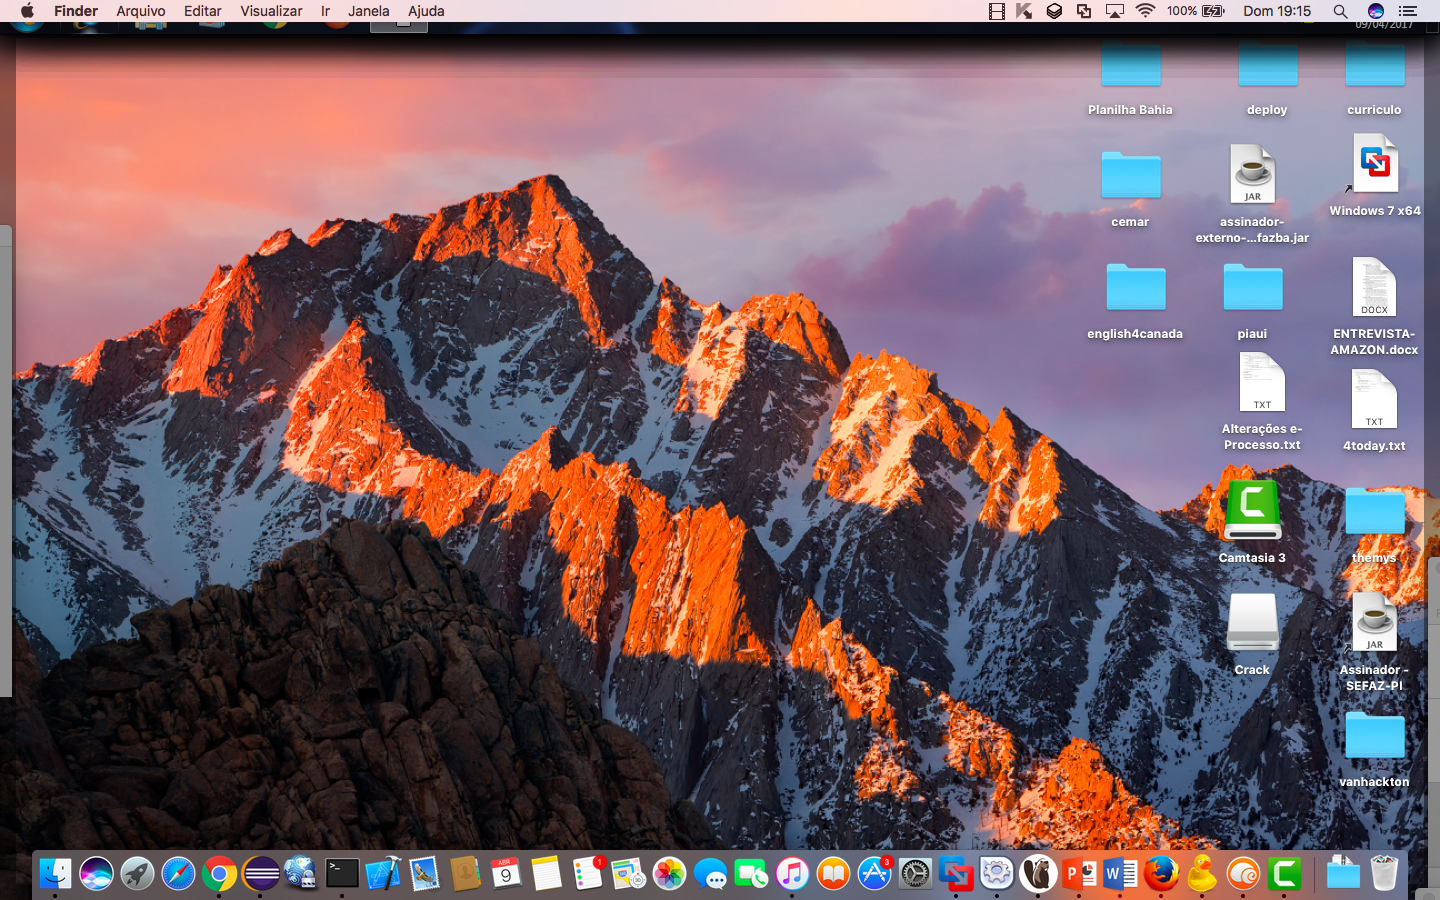 Finder Arquivo Editar Visualizar Ir Janela Ajuda 100% Dom 19:15
09/04/2017
Planilha Bahia
deploy
curriculo
cemar
JAR
assinador-
externo-...fazba.jar
Windows 7 x64
english4canada
piaui
DOCX
ENTREVISTA-
AMAZON.docx
TXT
Alterações e-
Processo.txt
TXT
4today.txt
C
Camtasia 3
themys
Crack
JAR
Assinador -
SEFAZ-PI
vanhackton
>_
ABR
9
1
3
P
W
C